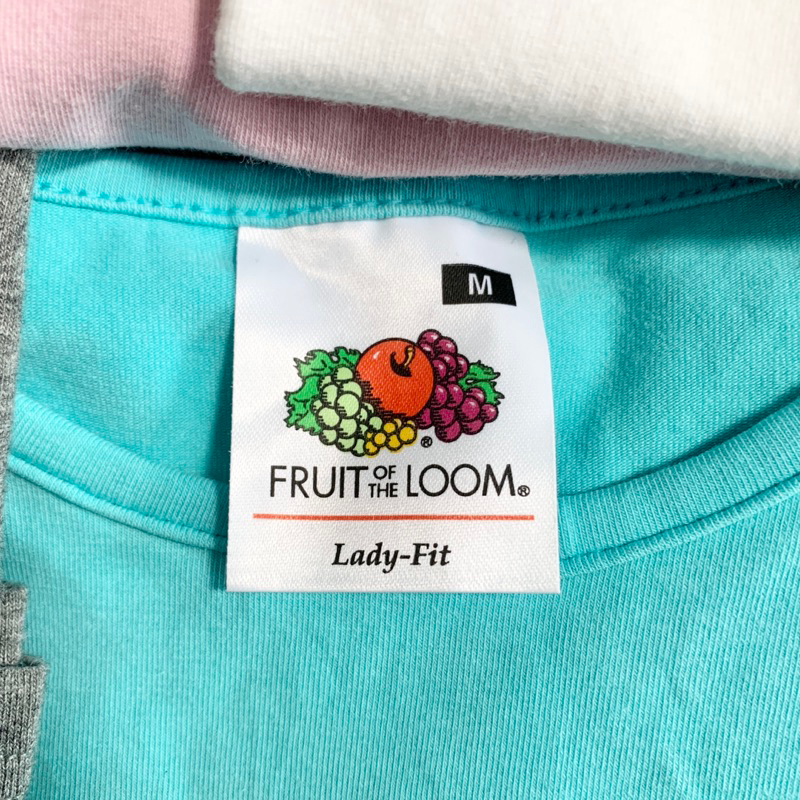 M
®
FRUIT OF THE LOOM®
Lady-Fit